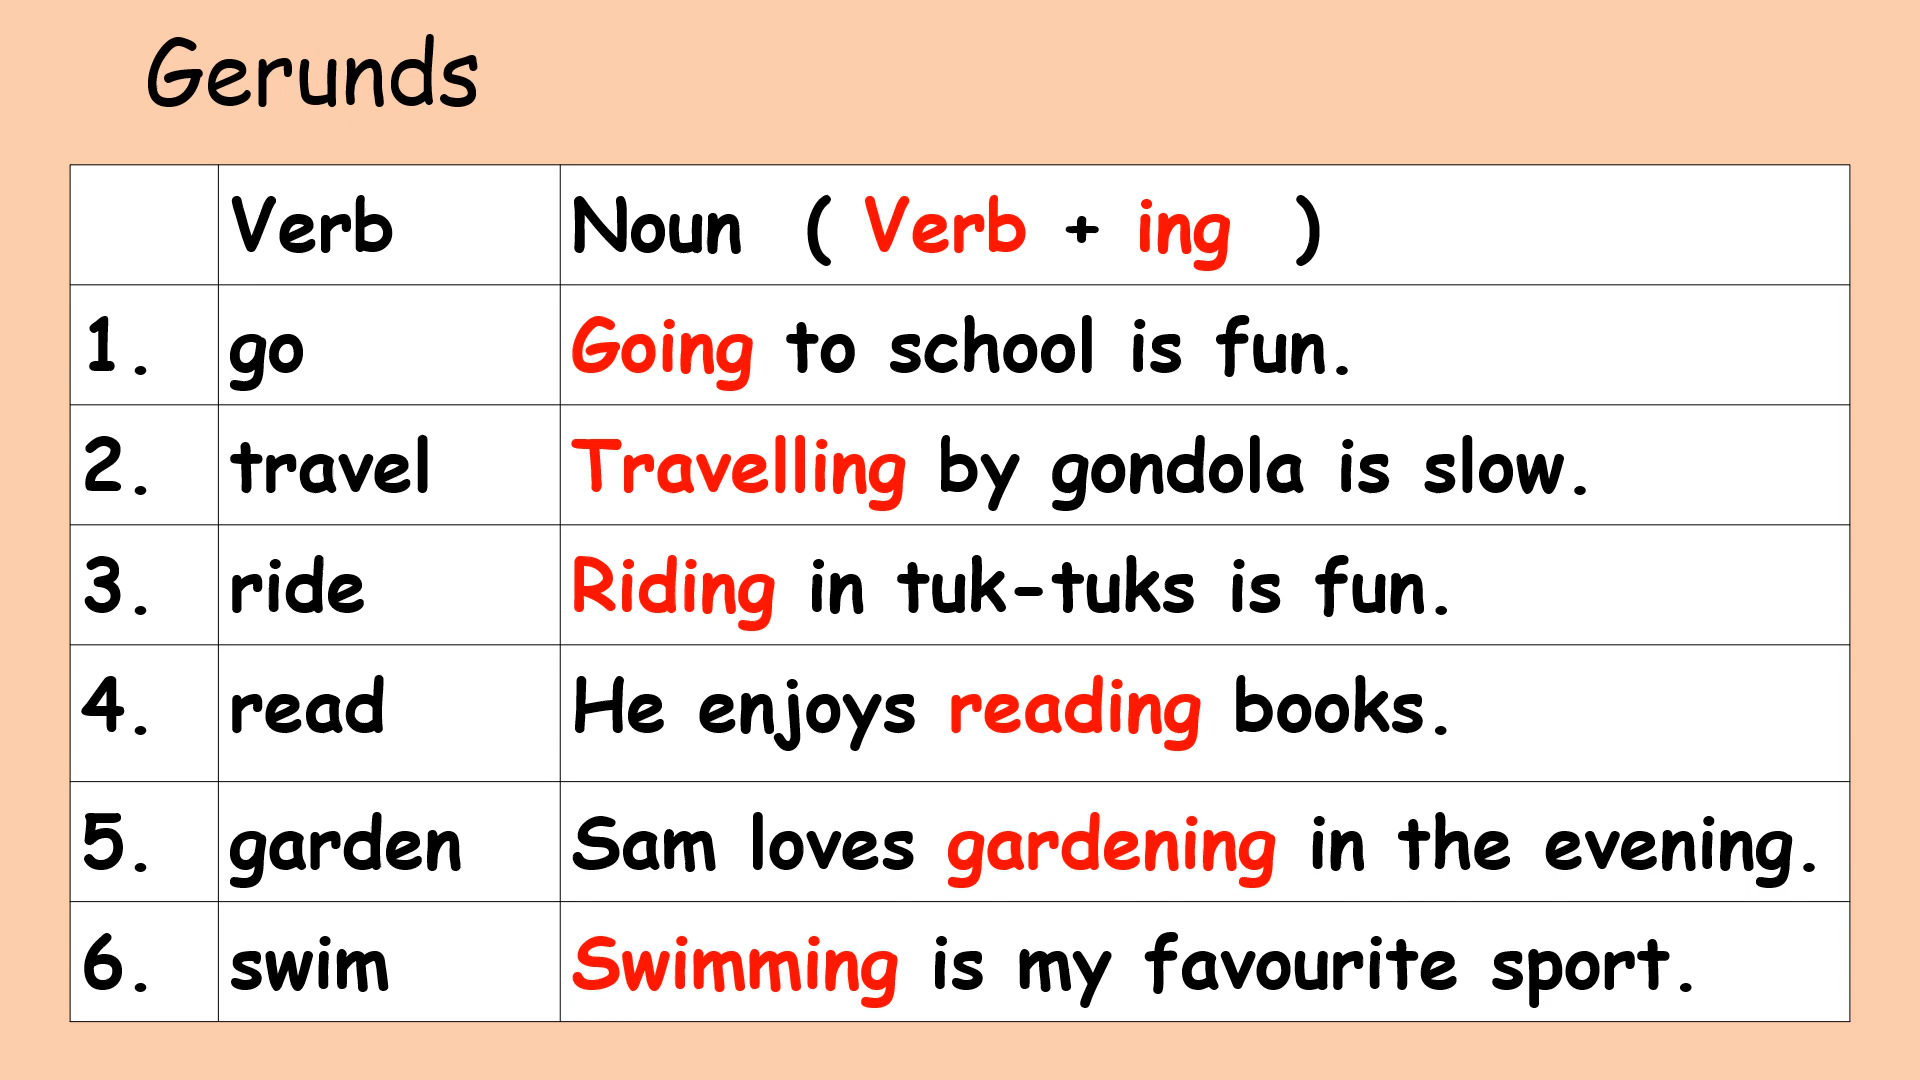 Gerunds
Verb Noun ( Verb + ing )
1. go Going to school is fun.
2. travel Travelling by gondola is slow.
3. ride Riding in tuk-tuks is fun.
4. read He enjoys reading books.
5. garden Sam loves gardening in the evening.
6. swim Swimming is my favourite sport.